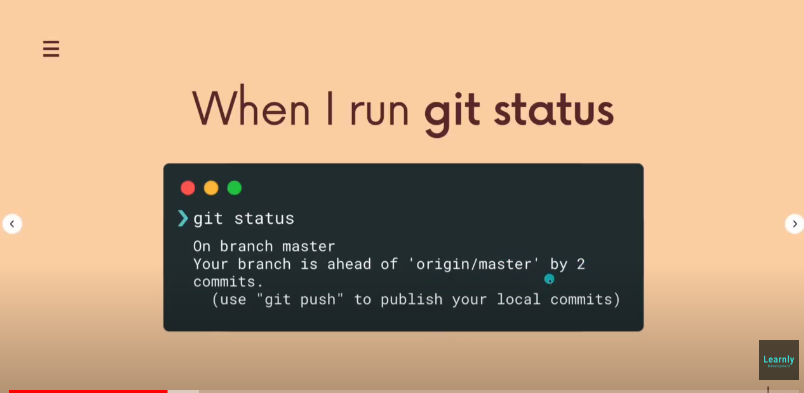 When I run git status
❯ git status
On branch master
Your branch is ahead of 'origin/master' by 2
commits.
(use "git push" to publish your local commits)
Learnly